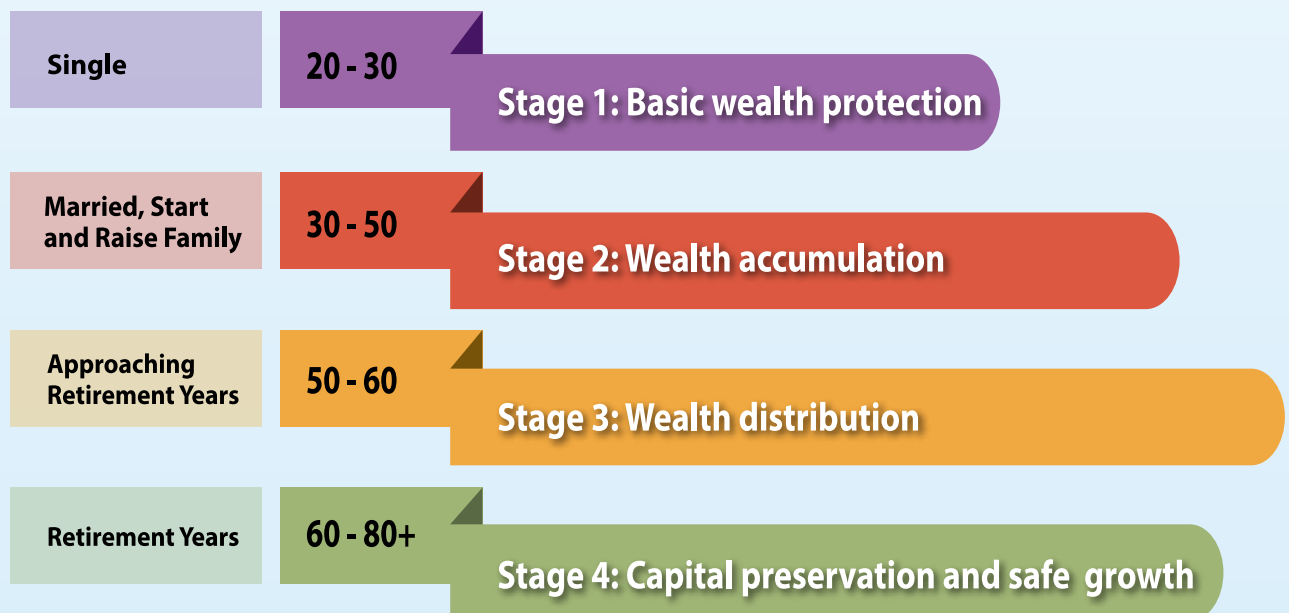 Single
20 - 30
Stage 1: Basic wealth protection
Married, Start
and Raise Family
30 - 50
Stage 2: Wealth accumulation
Approaching
Retirement Years
50 - 60
Stage 3: Wealth distribution
Retirement Years
60 - 80+
Stage 4: Capital preservation and safe growth